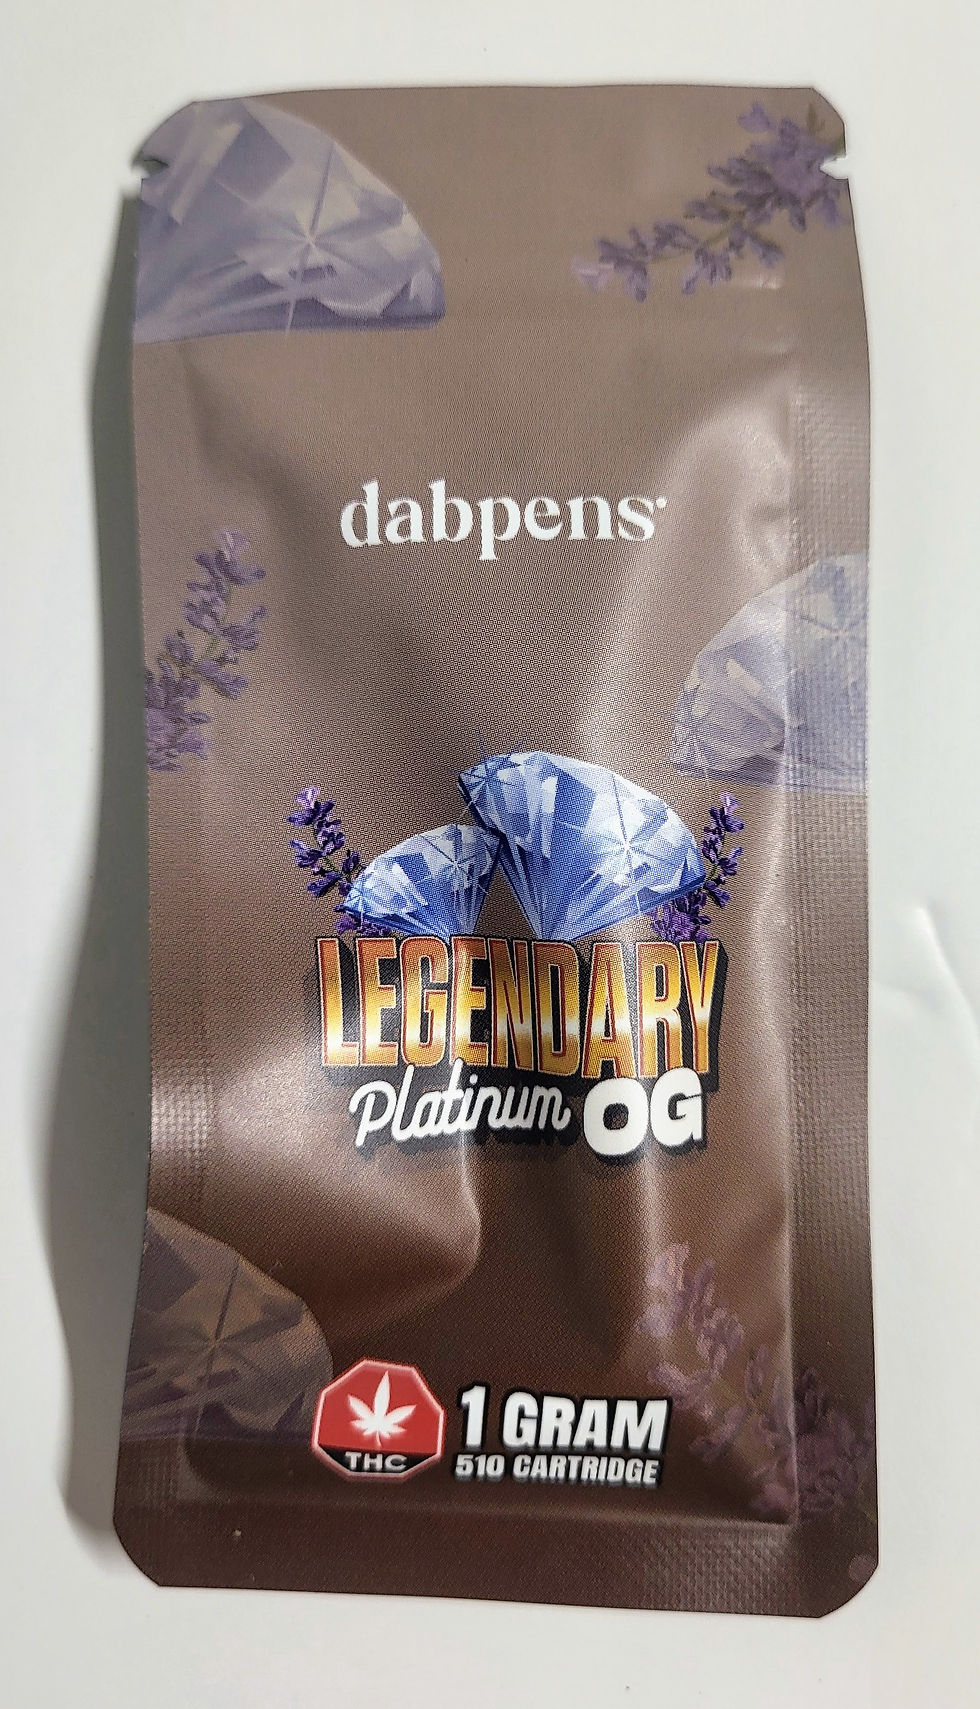 dabpens
LEGENDARY
Platinum OG
THC
1 GRAM
510 CARTRIDGE